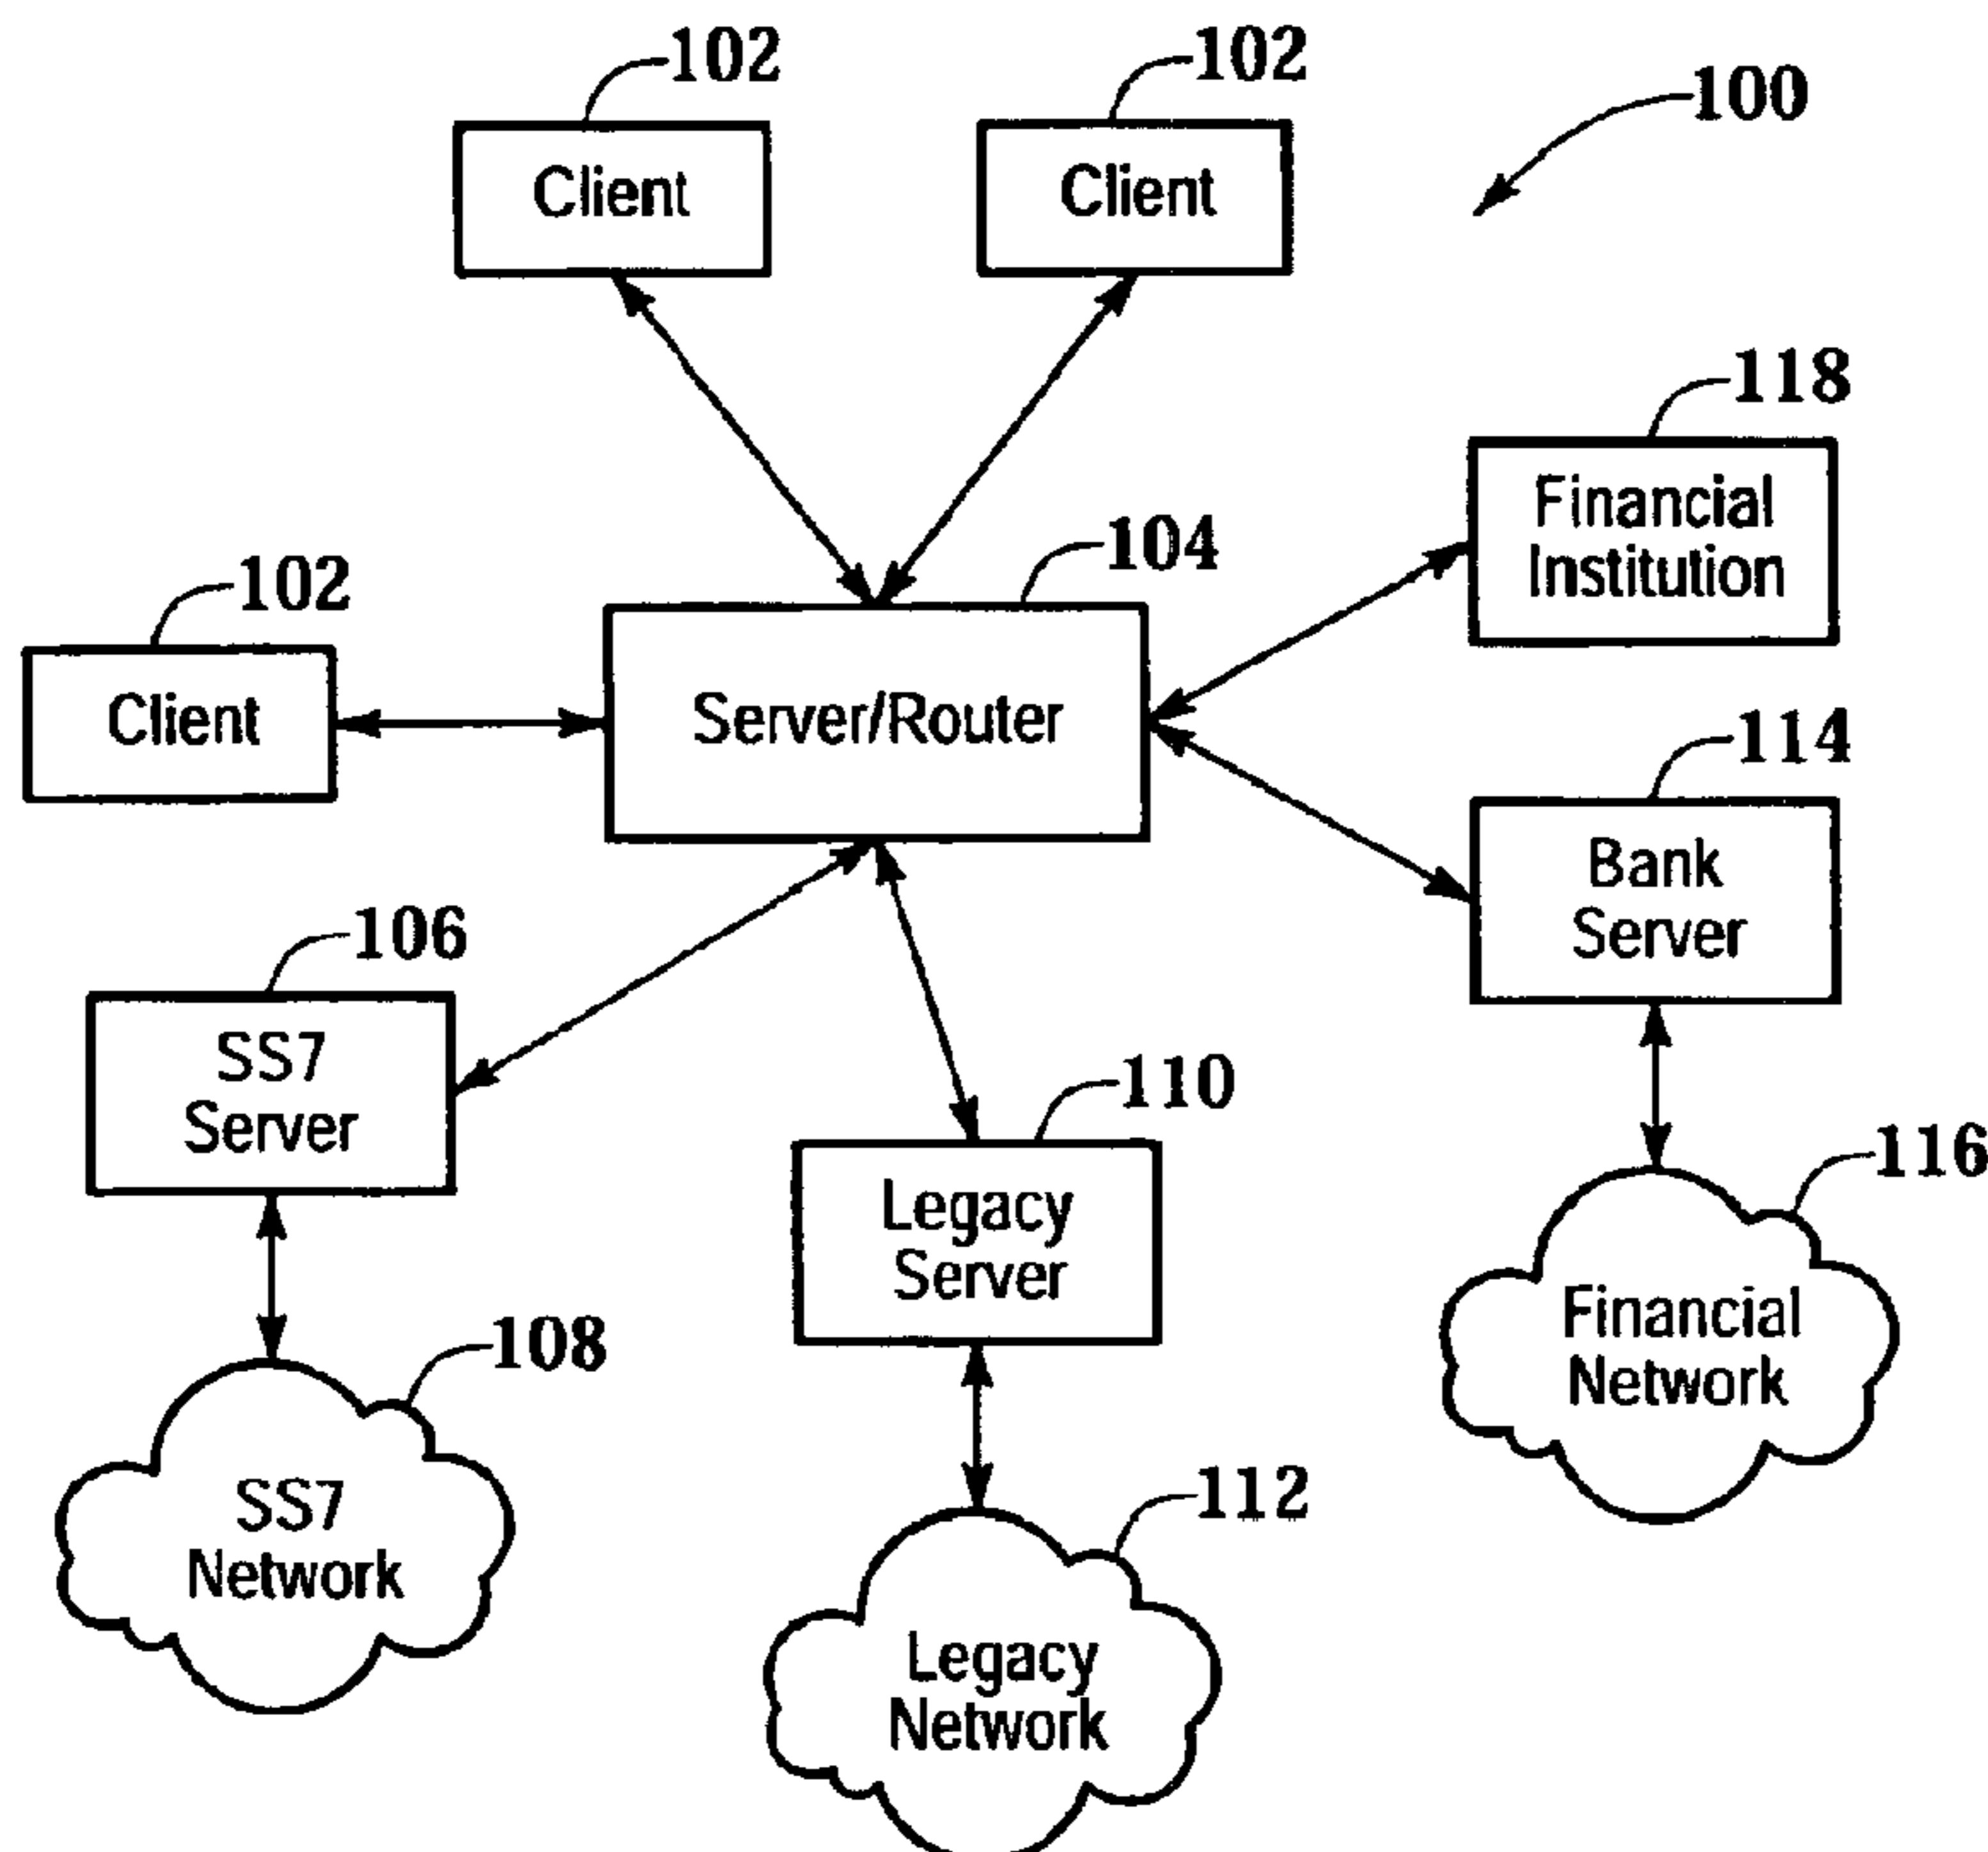 102
102
100
Client
Client
118
Financial
Institution
104
102
Client
Server/Router
114
Bank
Server
106
SS7
Server
110
Legacy
Server
116
Financial
Network
108
SS7
Network
112
Legacy
Network